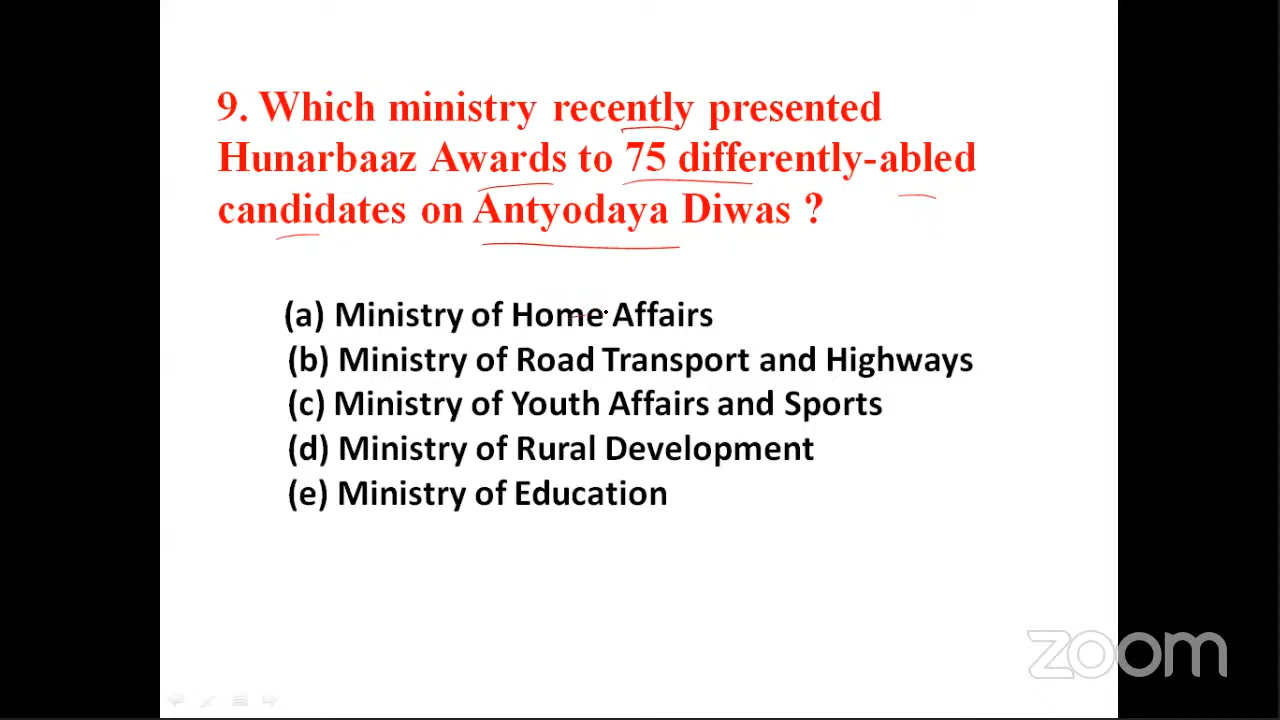 9. Which ministry recently presented
Hunarbaaz Awards to 75 differently-abled
candidates on Antyodaya Diwas ?
(a) Ministry of Home Affairs
(b) Ministry of Road Transport and Highways
(c) Ministry of Youth Affairs and Sports
(d) Ministry of Rural Development
(e) Ministry of Education
zoom